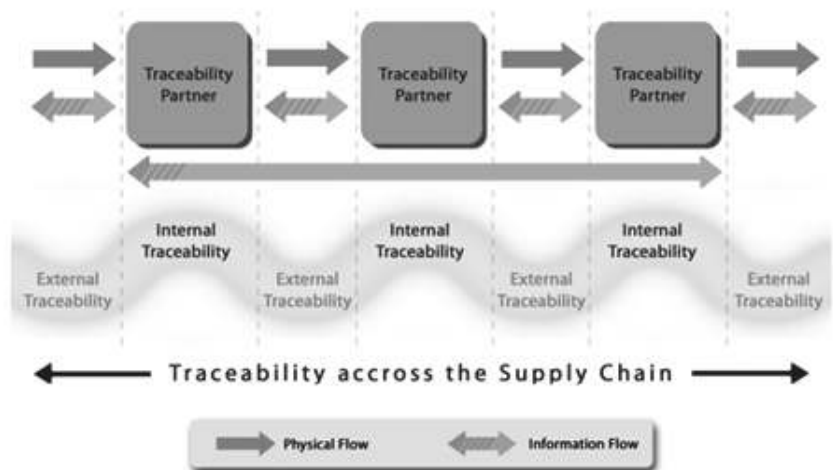 Traceability
Partner
Traceability
Partner
Traceability
Partner
Internal
Traceability
Internal
Traceability
Internal
Traceability
External
Traceability
External
Traceability
External
Traceability
External
Traceability
Traceability accross the Supply Chain
Physical Flow
Information Flow